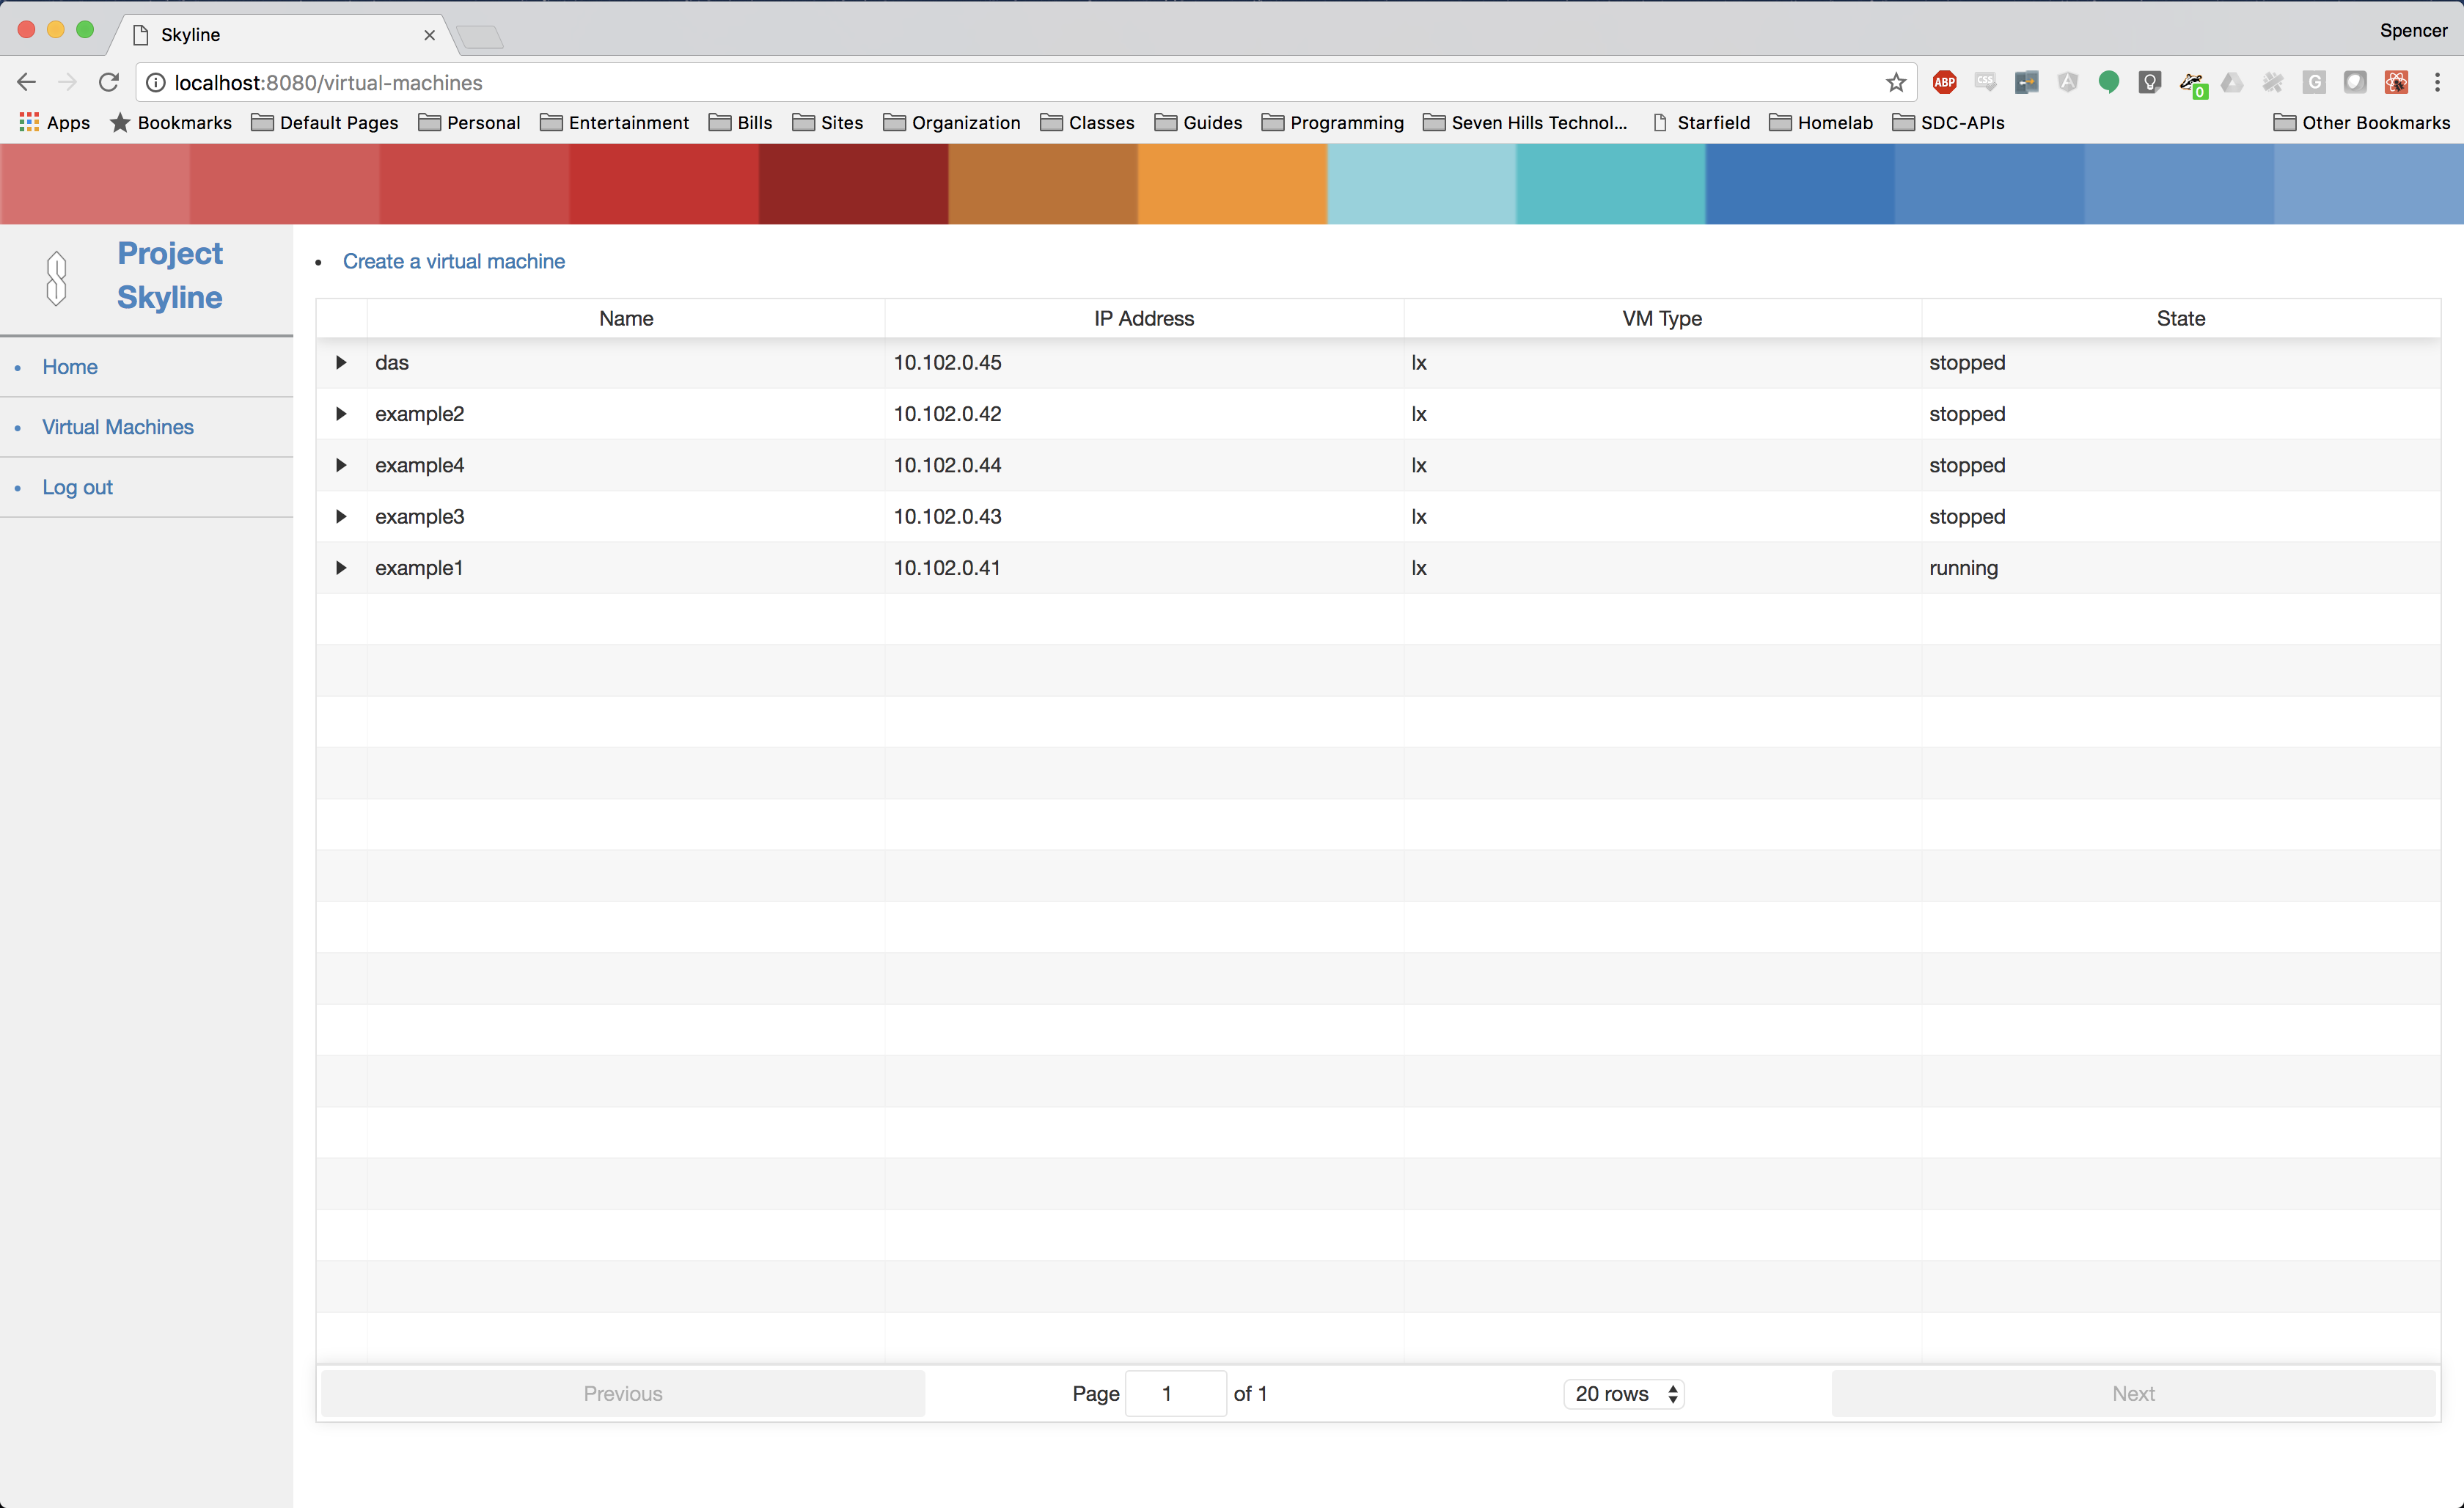 Skyline
Spencer
localhost:8080/virtual-machines
ABP
CSS
A
0
G
Apps Bookmarks Default Pages Personal Entertainment Bills Sites Organization Classes Guides Programming Seven Hills Technol... Starfield Homelab SDC-APIs Other Bookmarks
Project
Skyline
Home
Virtual Machines
Log out
Create a virtual machine
Name IP Address VM Type State
das 10.102.0.45 lx stopped
example2 10.102.0.42 lx stopped
example4 10.102.0.44 lx stopped
example3 10.102.0.43 lx stopped
example1 10.102.0.41 lx running
Previous Page 1 of 1 20 rows Next